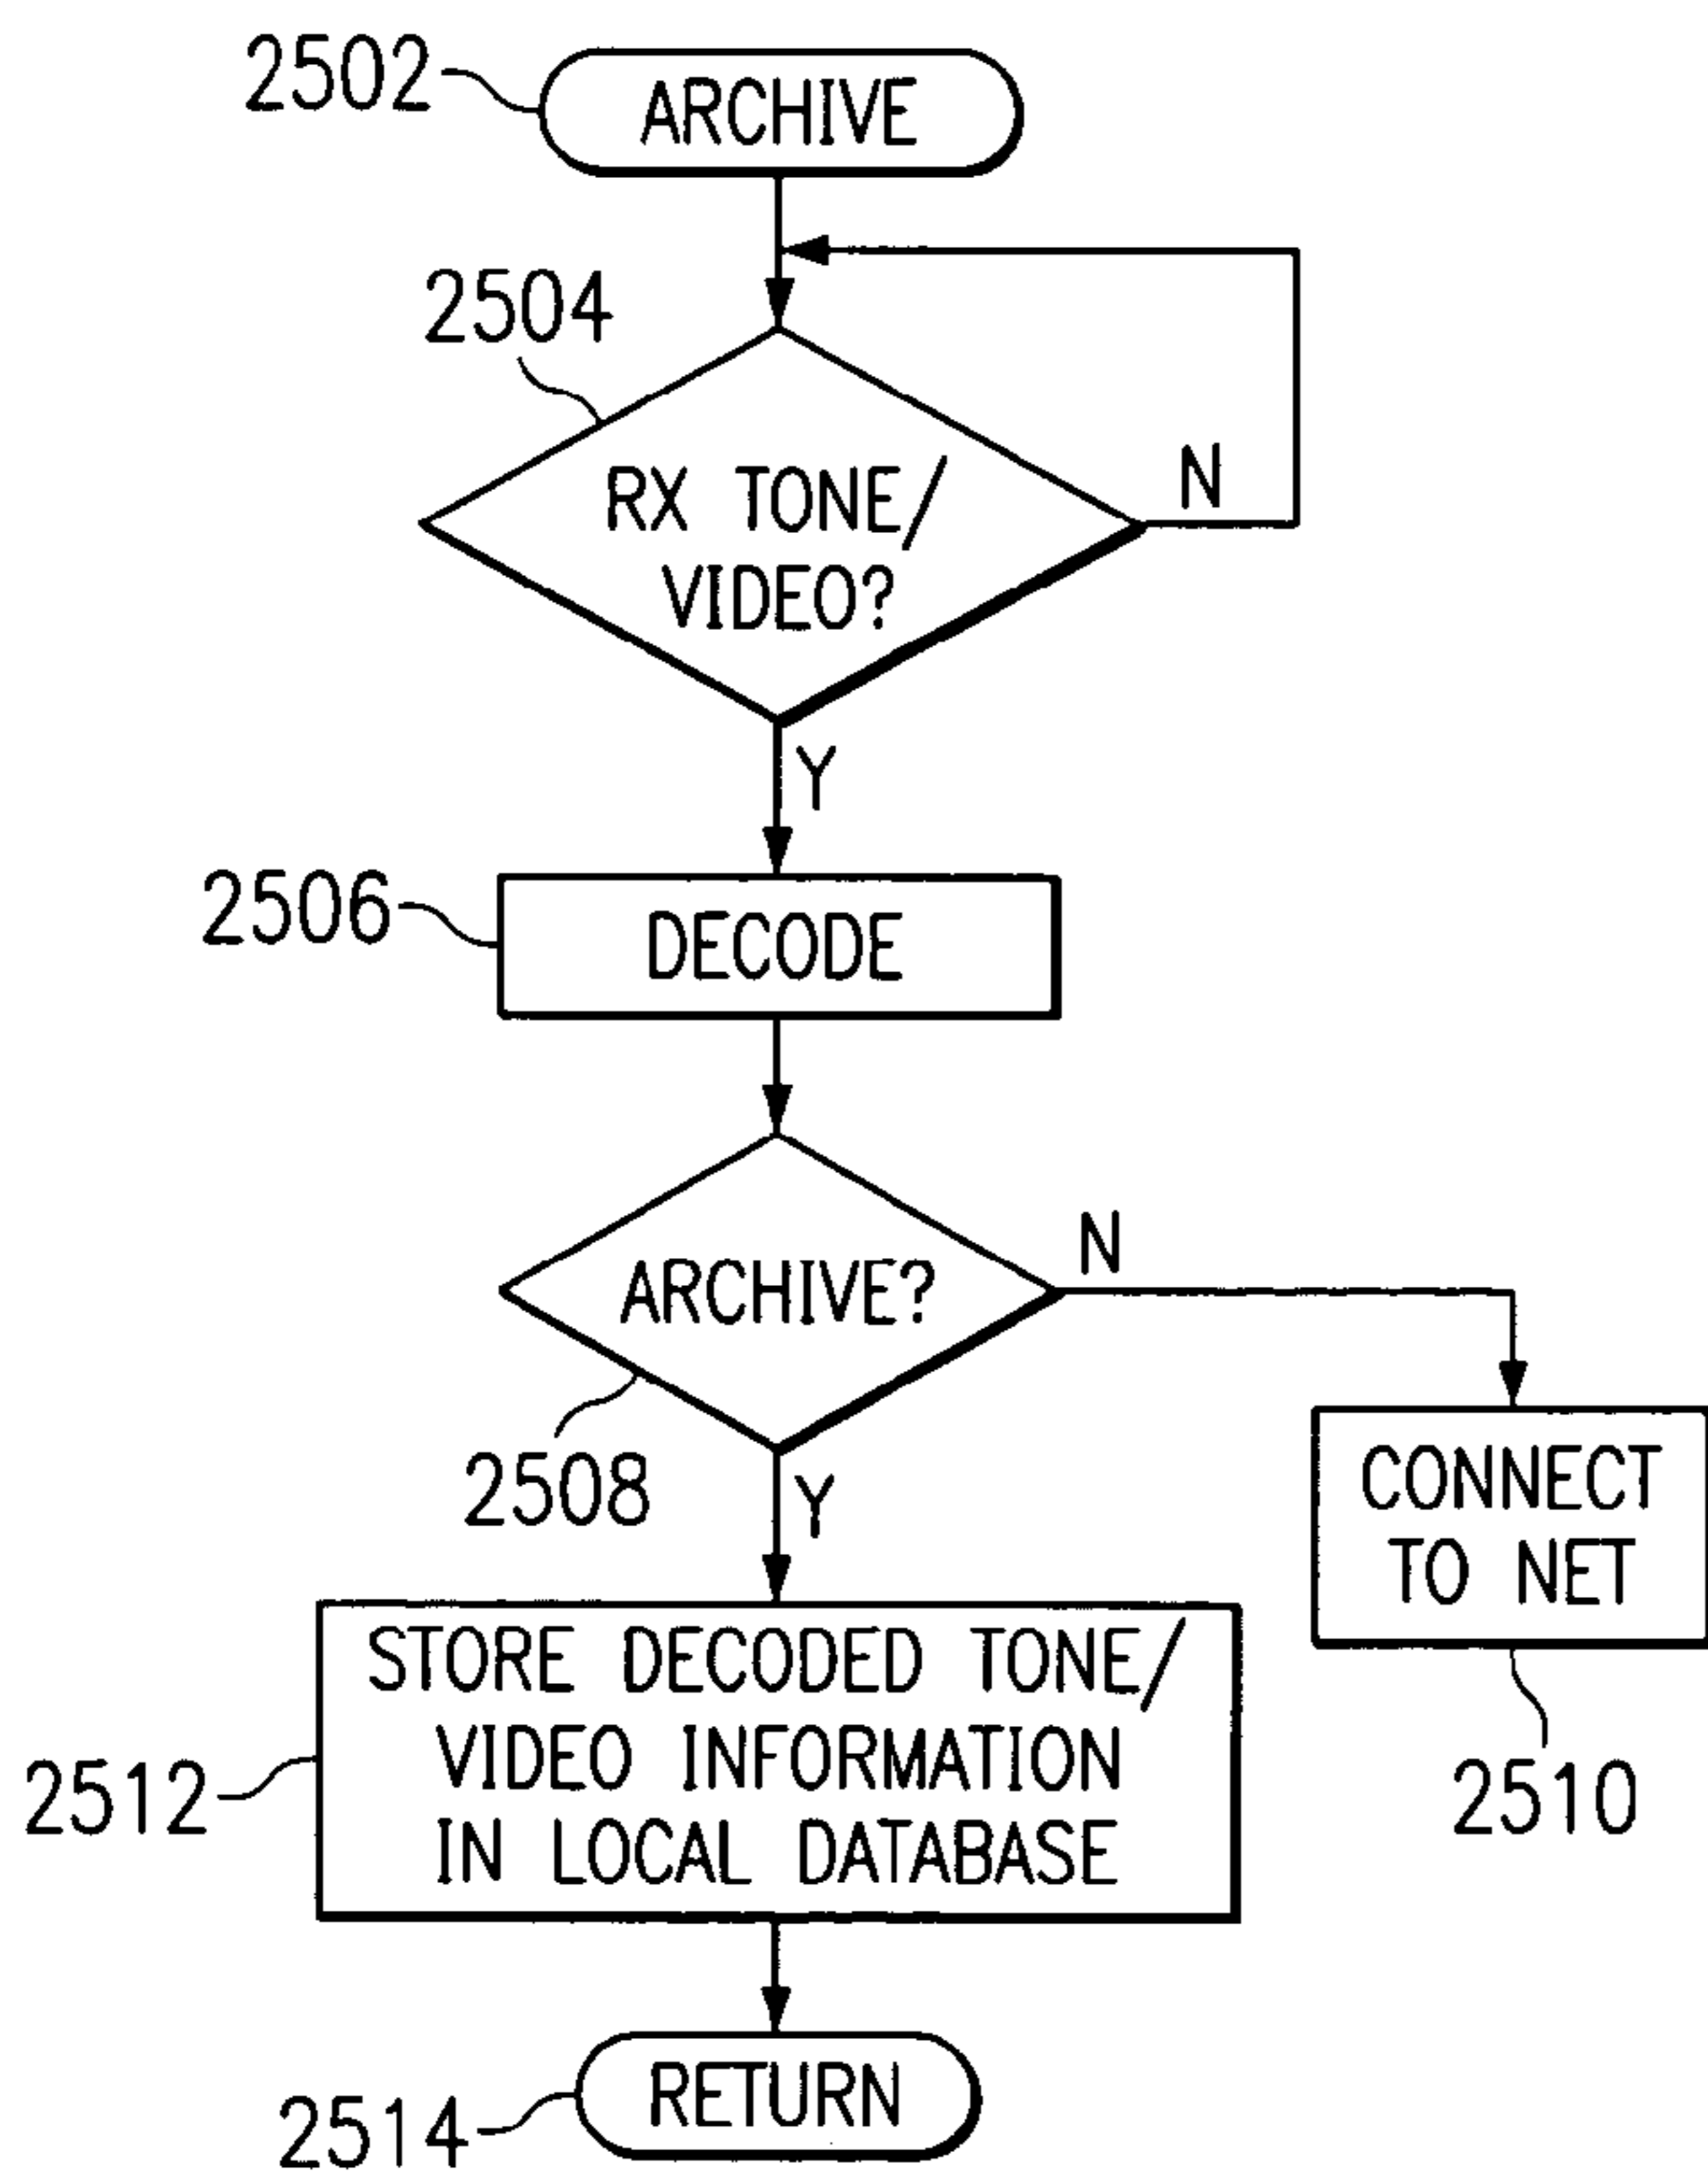 2502
ARCHIVE
2504
RX TONE/
VIDEO?
N
Y
2506
DECODE
ARCHIVE?
N
2508
Y
CONNECT
TO NET
2510
STORE DECODED TONE/
VIDEO INFORMATION
IN LOCAL DATABASE
2512
RETURN
2514